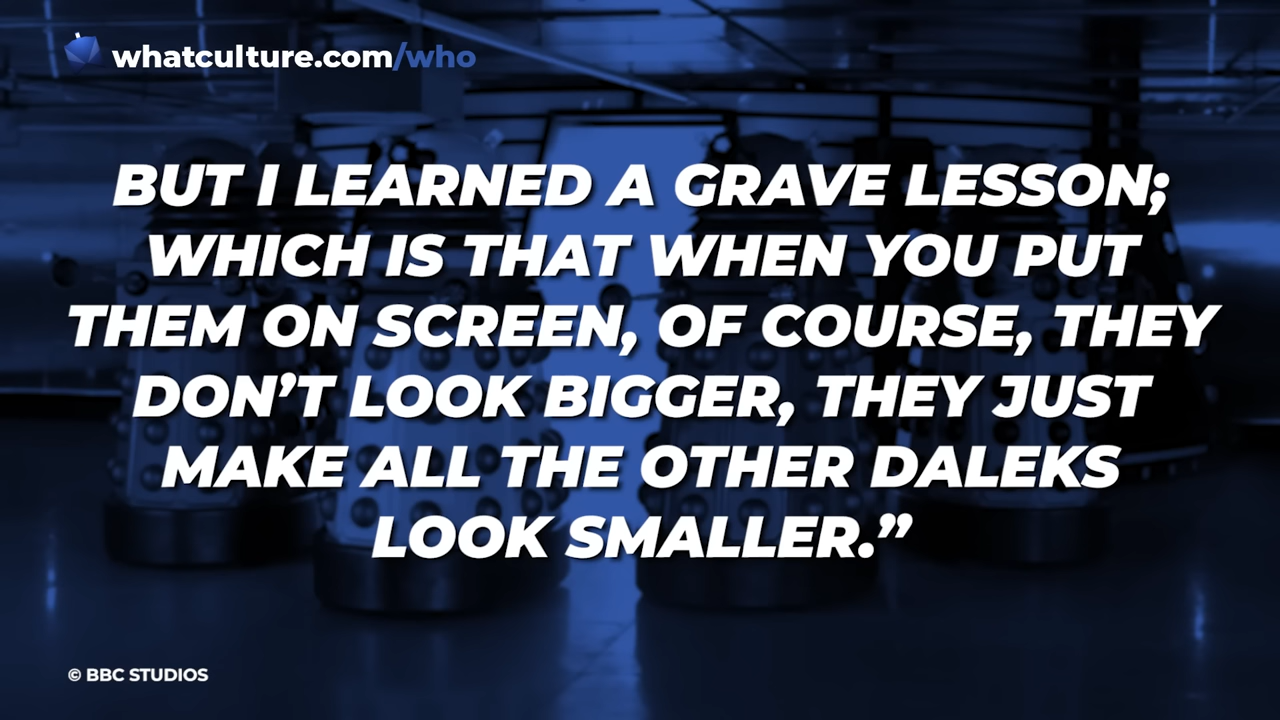 whatculture.com/who
BUT I LEARNED A GRAVE LESSON;
WHICH IS THAT WHEN YOU PUT
THEM ON SCREEN, OF COURSE, THEY
DON’T LOOK BIGGER, THEY JUST
MAKE ALL THE OTHER DALEKS
LOOK SMALLER.”
© BBC STUDIOS